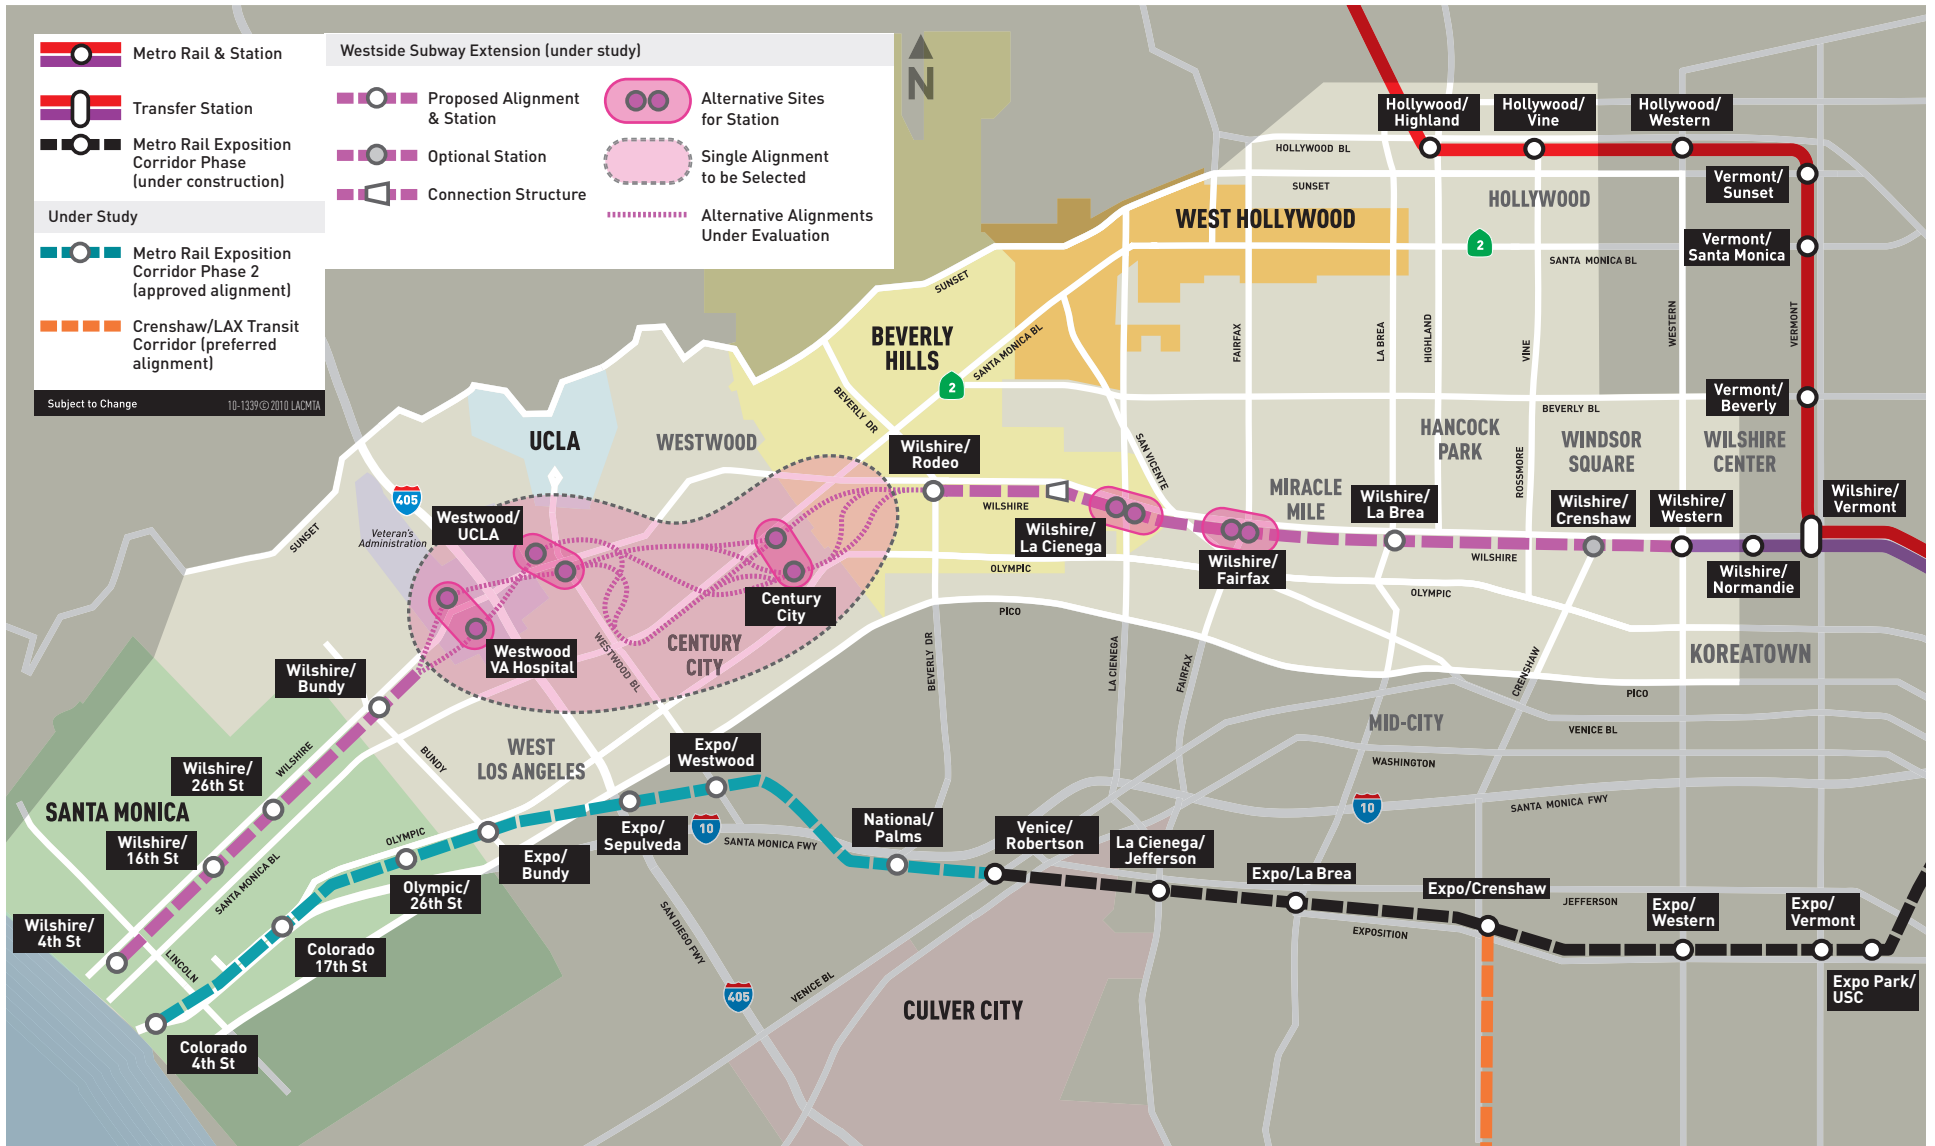 Metro Rail & Station
Transfer Station
Metro Rail Exposition
Corridor Phase
(under construction)
Under Study
Metro Rail Exposition
Corridor Phase 2
(approved alignment)
Crenshaw/LAX Transit
Corridor (preferred
alignment)
Subject to Change
10-1339 © 2010 LACMTA
Westside Subway Extension (under study)
Proposed Alignment
& Station
Optional Station
Connection Structure
Alternative Sites
for Station
Single Alignment
to be Selected
Alternative Alignments
Under Evaluation
N
Hollywood/
Highland
Hollywood/
Vine
Hollywood/
Western
HOLLYWOOD BL
SUNSET
Vermont/
Sunset
HOLLYWOOD
WEST HOLLYWOOD
2
Vermont/
Santa Monica
SANTA MONICA BL
SUNSET
BEVERLY
HILLS
SANTA MONICA BL
2
FAIRFAX
LA BREA
HIGHLAND
VINE
WESTERN
VERMONT
BEVERLY DR
Vermont/
Beverly
BEVERLY BL
UCLA
WESTWOOD
Wilshire/
Rodeo
SAN VICENTE
HANCOCK
PARK
WINDSOR
SQUARE
WILSHIRE
CENTER
ROSSMORE
405
Veteran's
Administration
SUNSET
Westwood/
UCLA
WILSHIRE
Wilshire/
La Cienega
MIRACLE
MILE
Wilshire/
La Brea
Wilshire/
Crenshaw
Wilshire/
Western
Wilshire/
Vermont
OLYMPIC
Wilshire/
Fairfax
WILSHIRE
Wilshire/
Normandie
OLYMPIC
Century
City
PICO
CENTURY
CITY
Westwood
VA Hospital
WESTWOOD BL
BEVERLY DR
LA CIENEGA
FAIRFAX
CRENSHAW
KOREATOWN
PICO
Wilshire/
Bundy
MID-CITY
VENICE BL
WASHINGTON
WILSHIRE
BUNDY
WEST
LOS ANGELES
Expo/
Westwood
Wilshire/
26th St
SANTA MONICA
10
SANTA MONICA FWY
Wilshire/
16th St
OLYMPIC
Expo/
Sepulveda
10
SANTA MONICA FWY
National/
Palms
Venice/
Robertson
La Cienega/
Jefferson
Expo/
Bundy
SANTA MONICA BL
Olympic/
26th St
Expo/La Brea
Expo/Crenshaw
JEFFERSON
Expo/
Western
Expo/
Vermont
EXPOSITION
Wilshire/
4th St
LINCOLN
Colorado
17th St
SAN DIEGO FWY
405
VENICE BL
CULVER CITY
Expo Park/
USC
Colorado
4th St